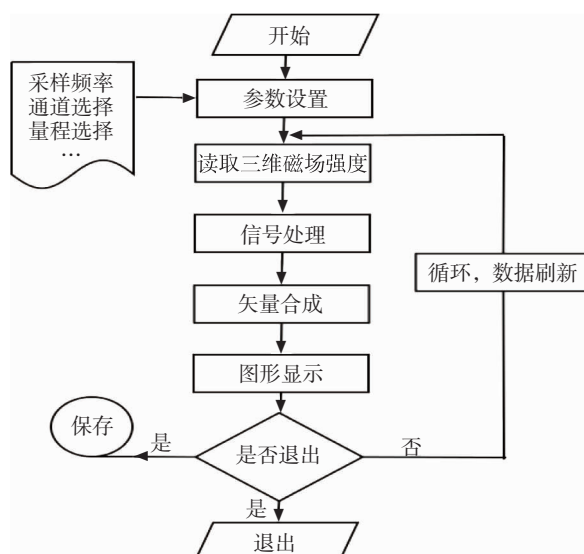 开始
采样频率
通道选择
量程选择
…
参数设置
读取三维磁场强度
信号处理
循环，数据刷新
矢量合成
图形显示
保存
是
是否退出
否
是
退出